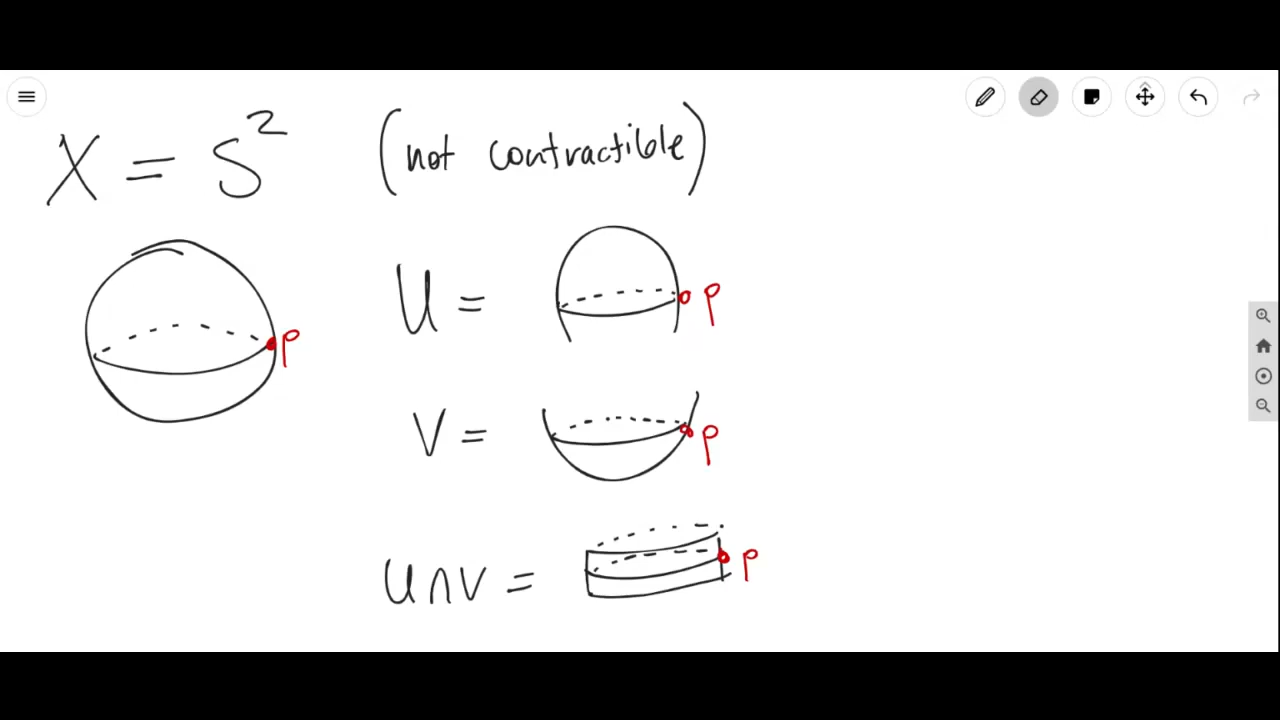 X = S²
(not contractible)
p
U =
p
V =
p
U∩V =
p